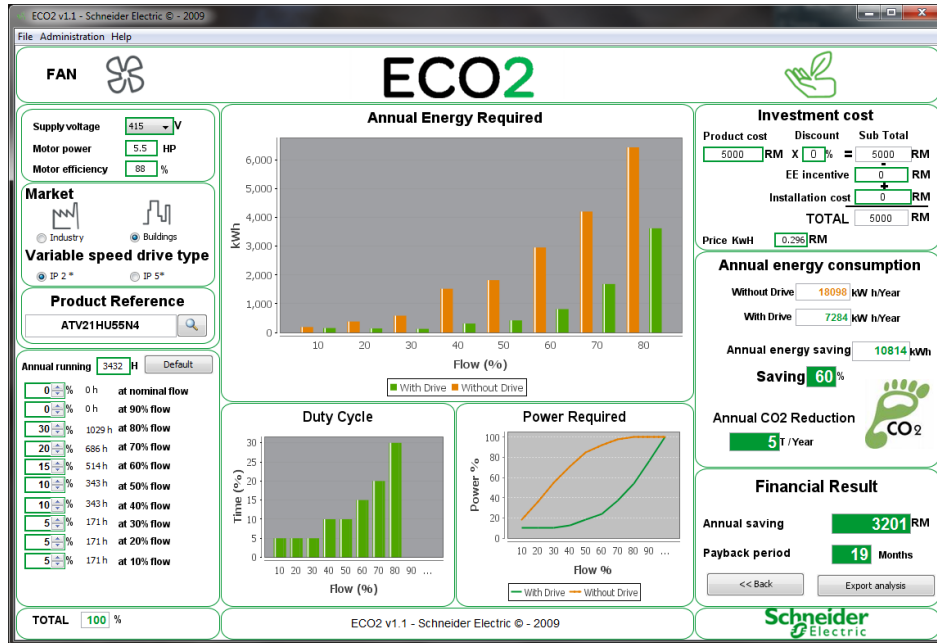 ECO2 v1.1 - Schneider Electric © - 2009
File Administration Help
FAN
ECO2
Supply voltage 415 V
Motor power 5.5 HP
Motor efficiency 88 %
Market
Industry Buildings
Variable speed drive type
IP 2 * IP 5*
Product Reference
ATV21HU55N4
Annual running 3432 H Default
0 % 0 h at nominal flow
0 % 0 h at 90% flow
30 % 1029 h at 80% flow
20 % 686 h at 70% flow
15 % 514 h at 60% flow
10 % 343 h at 50% flow
10 % 343 h at 40% flow
5 % 171 h at 30% flow
5 % 171 h at 20% flow
5 % 171 h at 10% flow
TOTAL 100 %
Annual Energy Required
kWh
6,000
5,000
4,000
3,000
2,000
1,000
0
10 20 30 40 50 60 70 80
Flow (%)
With Drive Without Drive
Duty Cycle
Time (%)
30
25
20
15
10
5
0
10 20 30 40 50 60 70 80 90 ...
Flow (%)
Power Required
Power %
100
80
60
40
20
0
10 20 30 40 50 60 70 80 90 ...
Flow %
With Drive Without Drive
ECO2 v1.1 - Schneider Electric © - 2009
Investment cost
Product cost Discount Sub Total
5000 RM X 0 % = 5000 RM
-
EE incentive 0 RM
+
Installation cost 0 RM
TOTAL 5000 RM
Price KwH 0.296 RM
Annual energy consumption
Without Drive 18098 kW h/Year
With Drive 7284 kW h/Year
Annual energy saving 10814 kWh
Saving 60 %
Annual CO2 Reduction
5 T /Year
CO2
Financial Result
Annual saving 3201 RM
Payback period 19 Months
<< Back Export analysis
Schneider
Electric